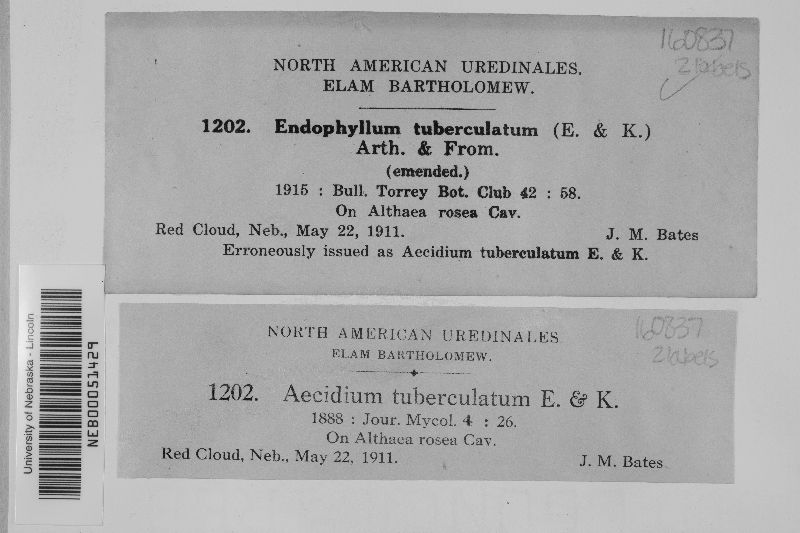 160837
2 labels
NORTH AMERICAN UREDINALES.
ELAM BARTHOLOMEW.
1202. Endophyllum tuberculatum (E. & K.)
Arth. & From.
(emended.)
1915 : Bull. Torrey Bot. Club 42 : 58.
On Althaea rosea Cav.
Red Cloud, Neb., May 22, 1911. J. M. Bates
Erroneously issued as Aecidium tuberculatum E. & K.
University of Nebraska - Lincoln
NEB00051429
160837
2 labels
NORTH AMERICAN UREDINALES
ELAM BARTHOLOMEW.
1202. Aecidium tuberculatum E. & K.
1888 : Jour. Mycol. 4 : 26.
On Althaea rosea Cav.
Red Cloud, Neb., May 22, 1911. J. M. Bates